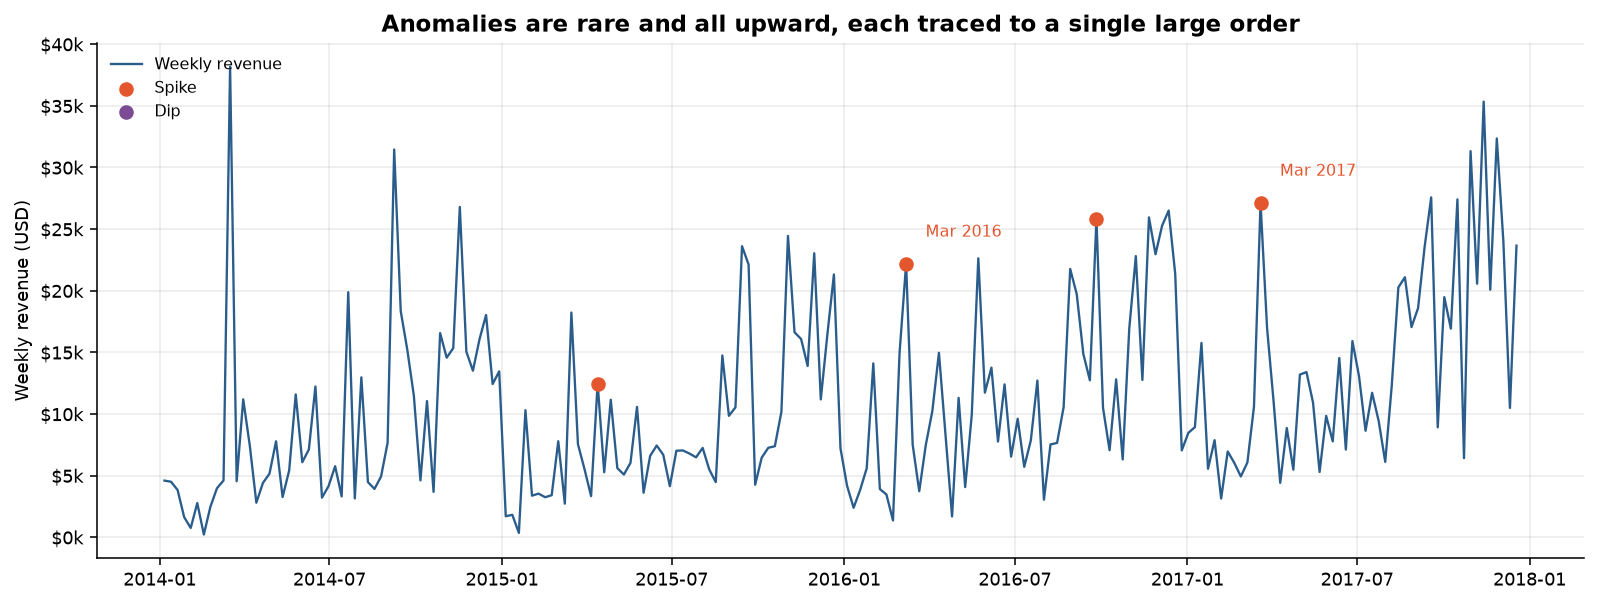 Anomalies are rare and all upward, each traced to a single large order
Weekly revenue (USD)
$40k
$35k
$30k
$25k
$20k
$15k
$10k
$5k
$0k
Weekly revenue
Spike
Dip
Mar 2016
Mar 2017
2014-01
2014-07
2015-01
2015-07
2016-01
2016-07
2017-01
2017-07
2018-01